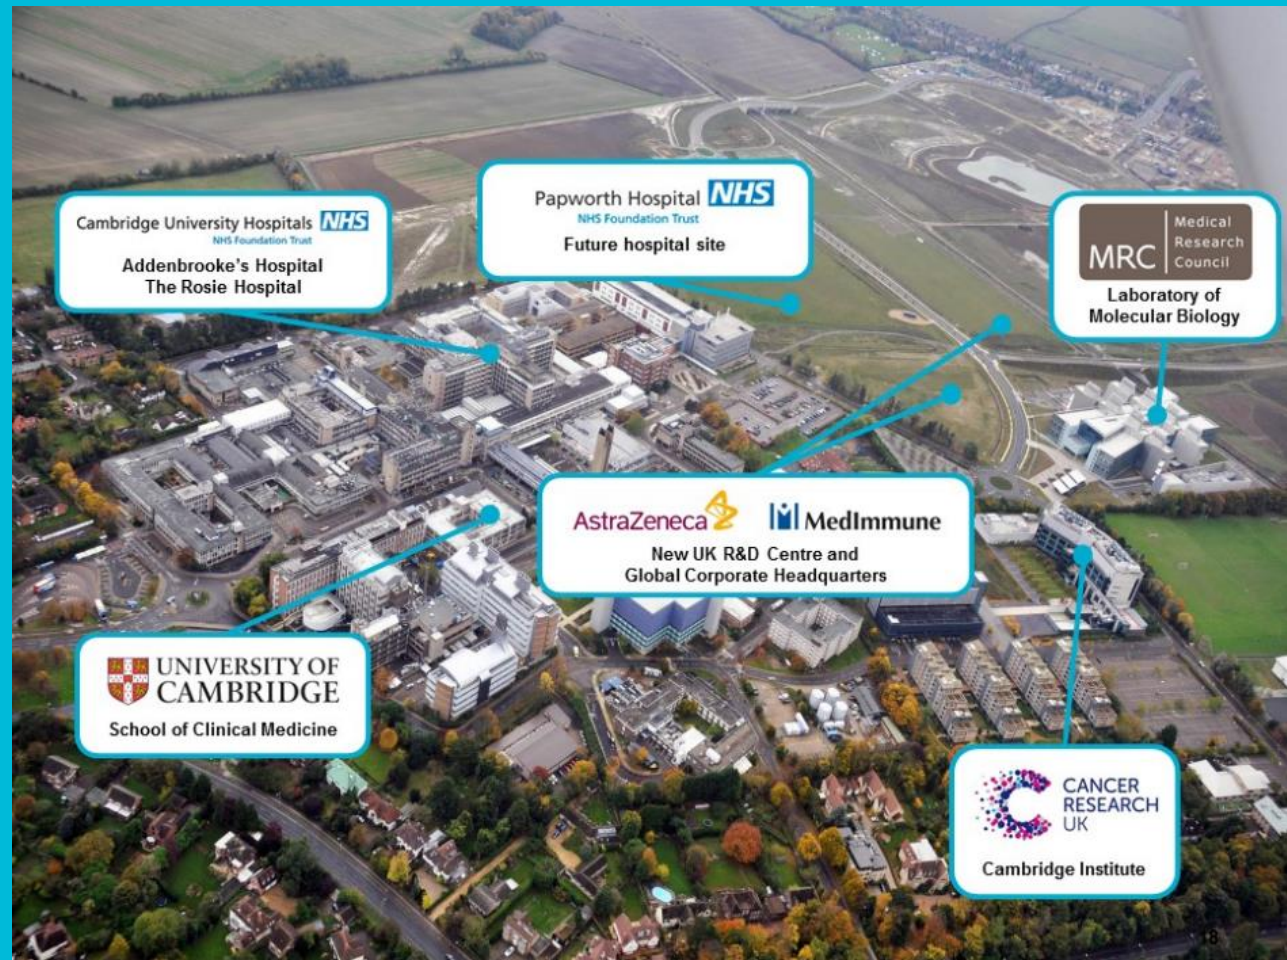 Cambridge University Hospitals NHS
NHS Foundation Trust
Addenbrooke's Hospital
The Rosie Hospital
Papworth Hospital NHS
NHS Foundation Trust
Future hospital site
MRC
Medical
Research
Council
Laboratory of
Molecular Biology
AstraZeneca MedImmune
New UK R&D Centre and
Global Corporate Headquarters
UNIVERSITY OF
CAMBRIDGE
School of Clinical Medicine
CANCER
RESEARCH
UK
Cambridge Institute
18